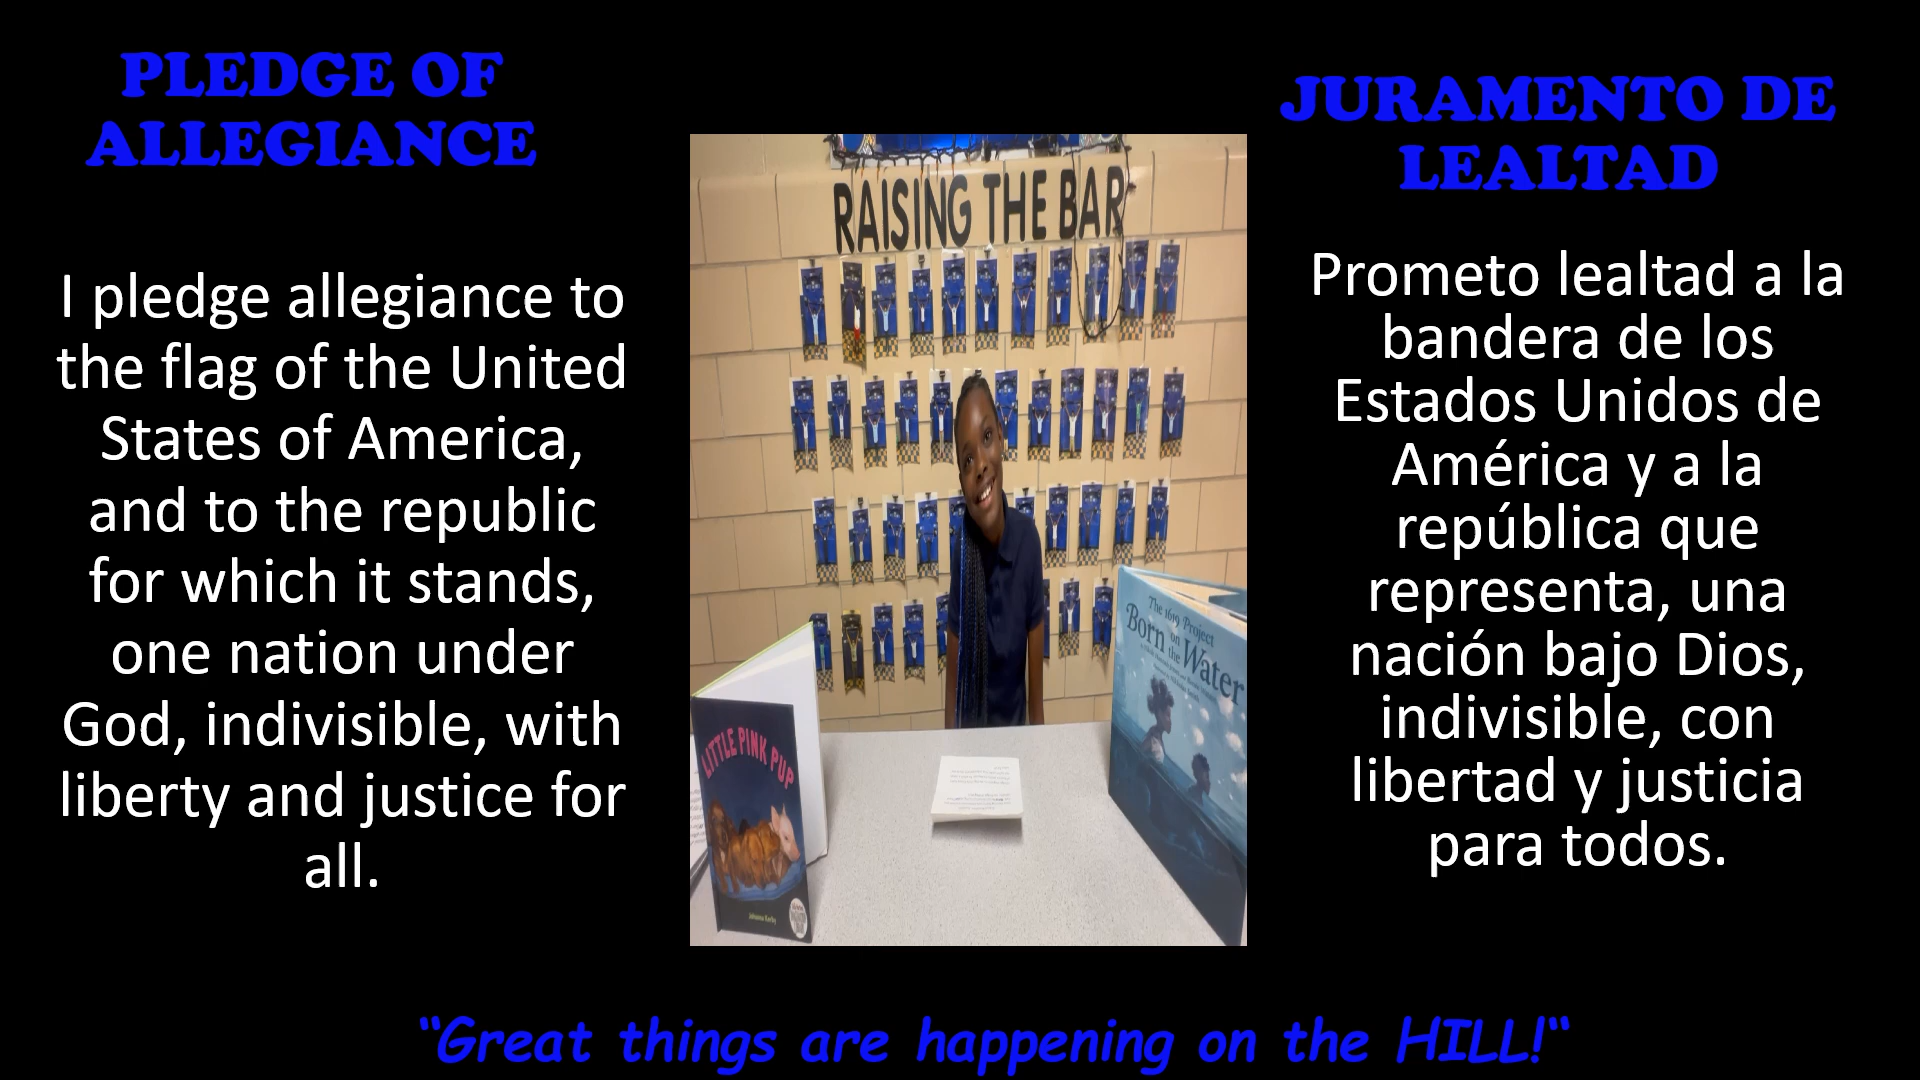 PLEDGE OF
ALLEGIANCE
I pledge allegiance to
the flag of the United
States of America,
and to the republic
for which it stands,
one nation under
God, indivisible, with
liberty and justice for
all.
RAISING THE BAR
LITTLE PINK PUP
Johanna Kerby
The 1619 Project
Born on
the Water
JURAMENTO DE
LEALTAD
Prometo lealtad a la
bandera de los
Estados Unidos de
América y a la
república que
representa, una
nación bajo Dios,
indivisible, con
libertad y justicia
para todos.
“Great things are happening on the HILL!“